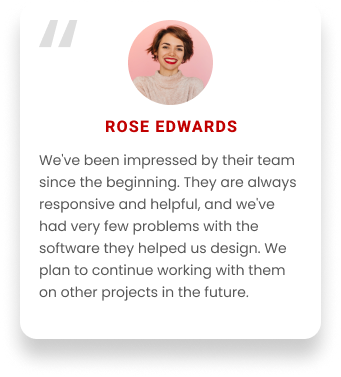 ROSE EDWARDS
We've been impressed by their team
since the beginning. They are always
responsive and helpful, and we've
had very few problems with the
software they helped us design. We
plan to continue working with them
on other projects in the future.